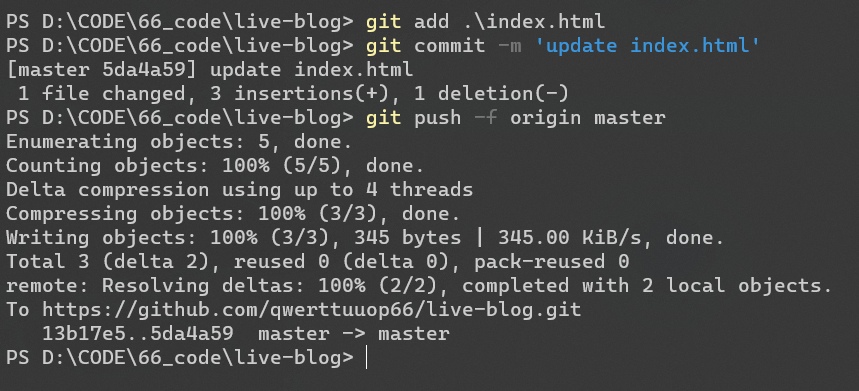 PS D:\CODE\66_code\live-blog> git add .\index.html
PS D:\CODE\66_code\live-blog> git commit -m 'update index.html'
[master 5da4a59] update index.html
 1 file changed, 3 insertions(+), 1 deletion(-)
PS D:\CODE\66_code\live-blog> git push -f origin master
Enumerating objects: 5, done.
Counting objects: 100% (5/5), done.
Delta compression using up to 4 threads
Compressing objects: 100% (3/3), done.
Writing objects: 100% (3/3), 345 bytes | 345.00 KiB/s, done.
Total 3 (delta 2), reused 0 (delta 0), pack-reused 0
remote: Resolving deltas: 100% (2/2), completed with 2 local objects.
To https://github.com/qwerttuuop66/live-blog.git
   13b17e5..5da4a59  master -> master
PS D:\CODE\66_code\live-blog>